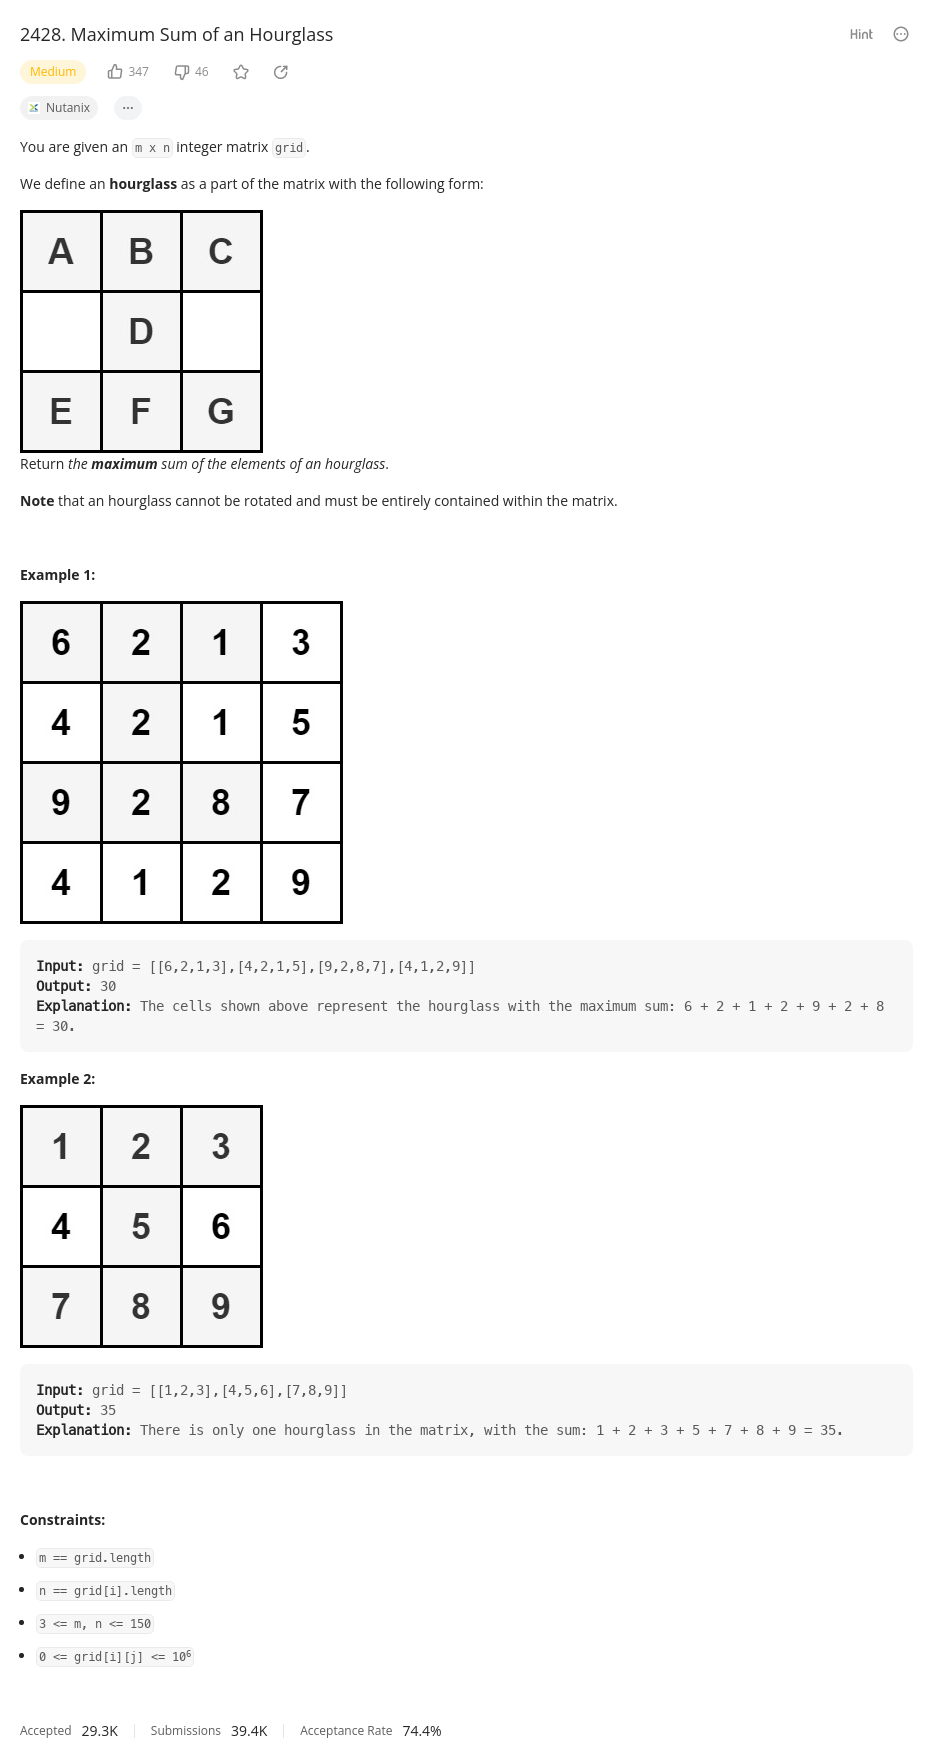 2428. Maximum Sum of an Hourglass
Hint
Medium 347 46
Nutanix ...
You are given an m x n integer matrix grid.
We define an hourglass as a part of the matrix with the following form:
A B C
D
E F G
Return the maximum sum of the elements of an hourglass.
Note that an hourglass cannot be rotated and must be entirely contained within the matrix.
Example 1:
6 2 1 3
4 2 1 5
9 2 8 7
4 1 2 9
Input: grid = [[6,2,1,3],[4,2,1,5],[9,2,8,7],[4,1,2,9]]
Output: 30
Explanation: The cells shown above represent the hourglass with the maximum sum: 6 + 2 + 1 + 2 + 9 + 2 + 8
= 30.
Example 2:
1 2 3
4 5 6
7 8 9
Input: grid = [[1,2,3],[4,5,6],[7,8,9]]
Output: 35
Explanation: There is only one hourglass in the matrix, with the sum: 1 + 2 + 3 + 5 + 7 + 8 + 9 = 35.
Constraints:
• m == grid.length
• n == grid[i].length
• 3 <= m, n <= 150
• 0 <= grid[i][j] <= 10⁶
Accepted 29.3K Submissions 39.4K Acceptance Rate 74.4%